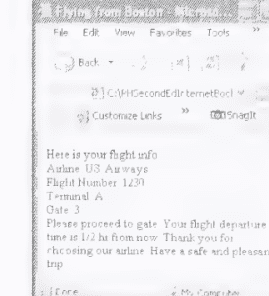 Flying from Boston - Microso...
File Edit View Favorites Tools »
Back
Customize Links » SnagIt
Here is your flight info
Airline US Airways
Flight Number 1230
Terminal A
Gate 3
Please proceed to gate Your flight departure
time is 1/2 hr from now Thank you for
choosing our airline Have a safe and pleasant
trip
My Computer